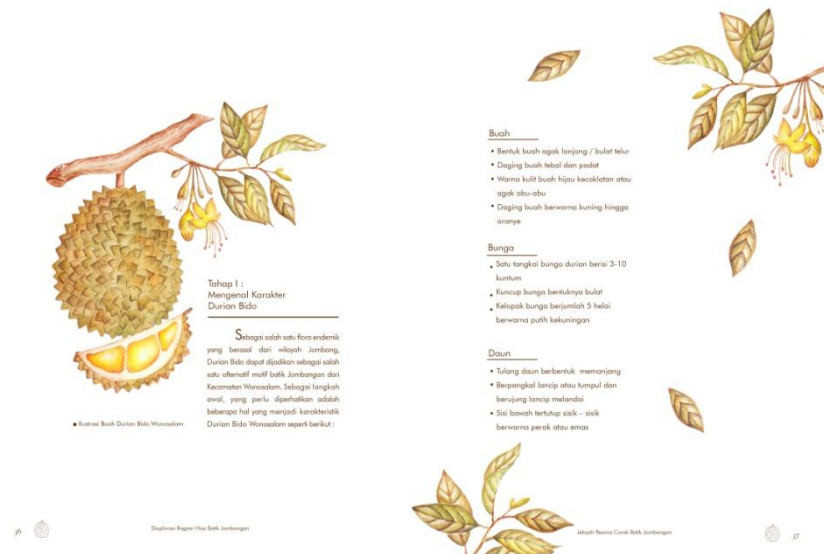 Tahap I :
Mengenal Karakter
Durian Bido
Sebagai salah satu flora endemik
yang berasal dari wilayah Jombang,
Durian Bido dapat dijadikan sebagai salah
satu alternatif motif batik Jombangan dari
Kecamatan Wonosalam. Sebagai langkah
awal, yang perlu diperhatikan adalah
beberapa hal yang menjadi karakteristik
Durian Bido Wonosalam seperti berikut :
■ Ilustrasi Buah Durian Bido Wonosalam
36
Eksplorasi Ragam Hias Batik Jombangan
Buah
• Bentuk buah agak lonjong / bulat telur
• Daging buah tebal dan padat
• Warna kulit buah hijau kecoklatan atau
agak abu-abu
• Daging buah berwarna kuning hingga
oranye
Bunga
• Satu tangkai bunga durian berisi 3-10
kuntum
• Kuncup bunga bentuknya bulat
• Kelopak bunga berjumlah 5 helai
berwarna putih kekuningan
Daun
• Tulang daun berbentuk memanjang
• Berpangkal lancip atau tumpul dan
berujung lancip melandai
• Sisi bawah tertutup sisik – sisik
berwarna perak atau emas
Jelajah Pesona Corak Batik Jombangan
37